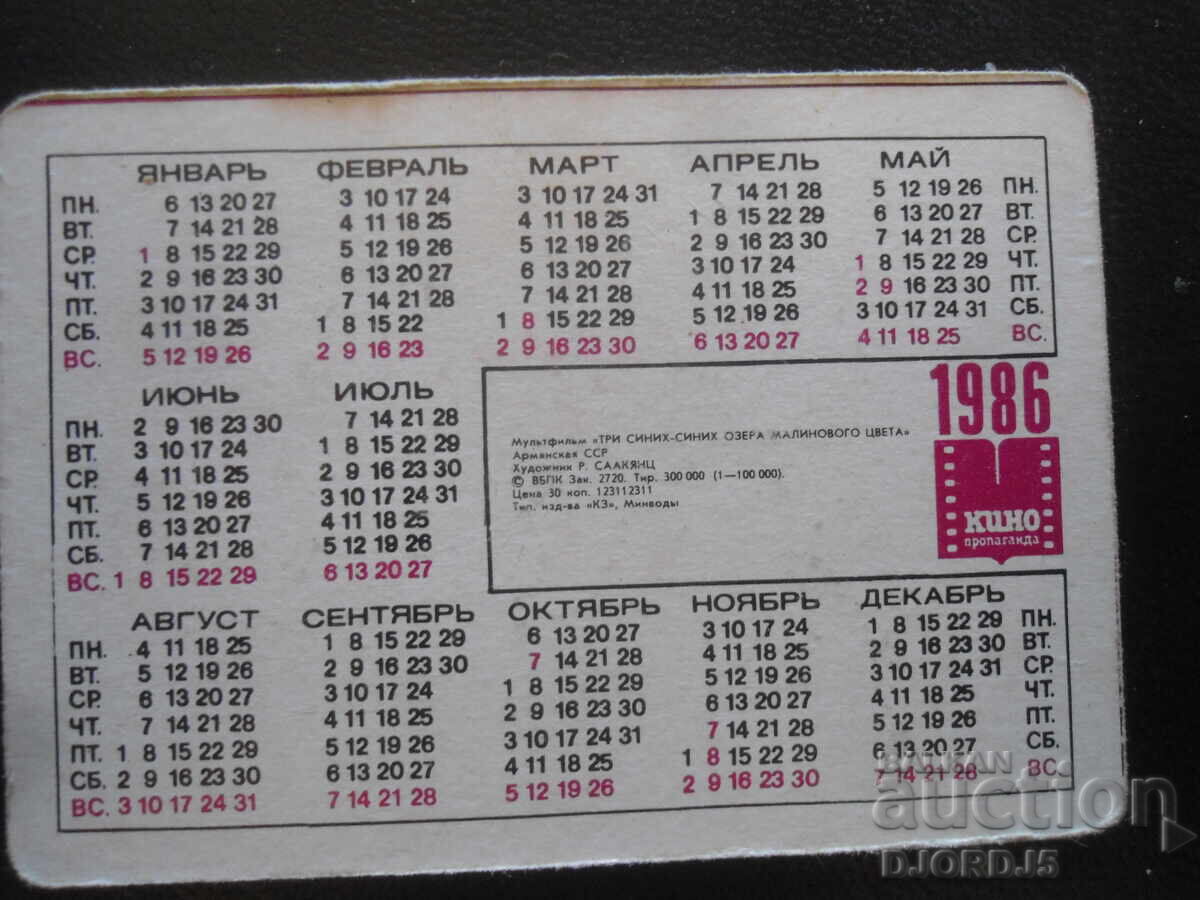 ЯНВАРЬ ФЕВРАЛЬ МАРТ АПРЕЛЬ МАЙ
ПН. 6 13 20 27 3 10 17 24 3 10 17 24 31 7 14 21 28 5 12 19 26 ПН.
ВТ. 7 14 21 28 4 11 18 25 4 11 18 25 1 8 15 22 29 6 13 20 27 ВТ.
СР. 1 8 15 22 29 5 12 19 26 5 12 19 26 2 9 16 23 30 7 14 21 28 СР.
ЧТ. 2 9 16 23 30 6 13 20 27 6 13 20 27 3 10 17 24 1 8 15 22 29 ЧТ.
ПТ. 3 10 17 24 31 7 14 21 28 7 14 21 28 4 11 18 25 2 9 16 23 30 ПТ.
СБ. 4 11 18 25 1 8 15 22 1 8 15 22 29 5 12 19 26 3 10 17 24 31 СБ.
ВС. 5 12 19 26 2 9 16 23 2 9 16 23 30 6 13 20 27 4 11 18 25 ВС.
ИЮНЬ ИЮЛЬ
ПН. 2 9 16 23 30 7 14 21 28
ВТ. 3 10 17 24 1 8 15 22 29
СР. 4 11 18 25 2 9 16 23 30
ЧТ. 5 12 19 26 3 10 17 24 31
ПТ. 6 13 20 27 4 11 18 25
СБ. 7 14 21 28 5 12 19 26
ВС. 1 8 15 22 29 6 13 20 27
1986
Мультфильм «ТРИ СИНИХ-СИНИХ ОЗЕРА МАЛИНОВОГО ЦВЕТА»
Армянская ССР
Художник Р. СААКЯНЦ
© ВБПК Зак. 2720. Тир. 300 000 (1—100 000).
Цена 30 коп. 123112311
Тип. изд-ва «КЗ», Минводы
кино
пропаганда
АВГУСТ СЕНТЯБРЬ ОКТЯБРЬ НОЯБРЬ ДЕКАБРЬ
ПН. 4 11 18 25 1 8 15 22 29 6 13 20 27 3 10 17 24 1 8 15 22 29 ПН.
ВТ. 5 12 19 26 2 9 16 23 30 7 14 21 28 4 11 18 25 2 9 16 23 30 ВТ.
СР. 6 13 20 27 3 10 17 24 1 8 15 22 29 5 12 19 26 3 10 17 24 31 СР.
ЧТ. 7 14 21 28 4 11 18 25 2 9 16 23 30 6 13 20 27 4 11 18 25 ЧТ.
ПТ. 1 8 15 22 29 5 12 19 26 3 10 17 24 31 7 14 21 28 5 12 19 26 ПТ.
СБ. 2 9 16 23 30 6 13 20 27 4 11 18 25 1 8 15 22 29 6 13 20 27 СБ.
ВС. 3 10 17 24 31 7 14 21 28 5 12 19 26 2 9 16 23 30 7 14 21 28 ВС.
BALKAN
auction
DJORDJ5